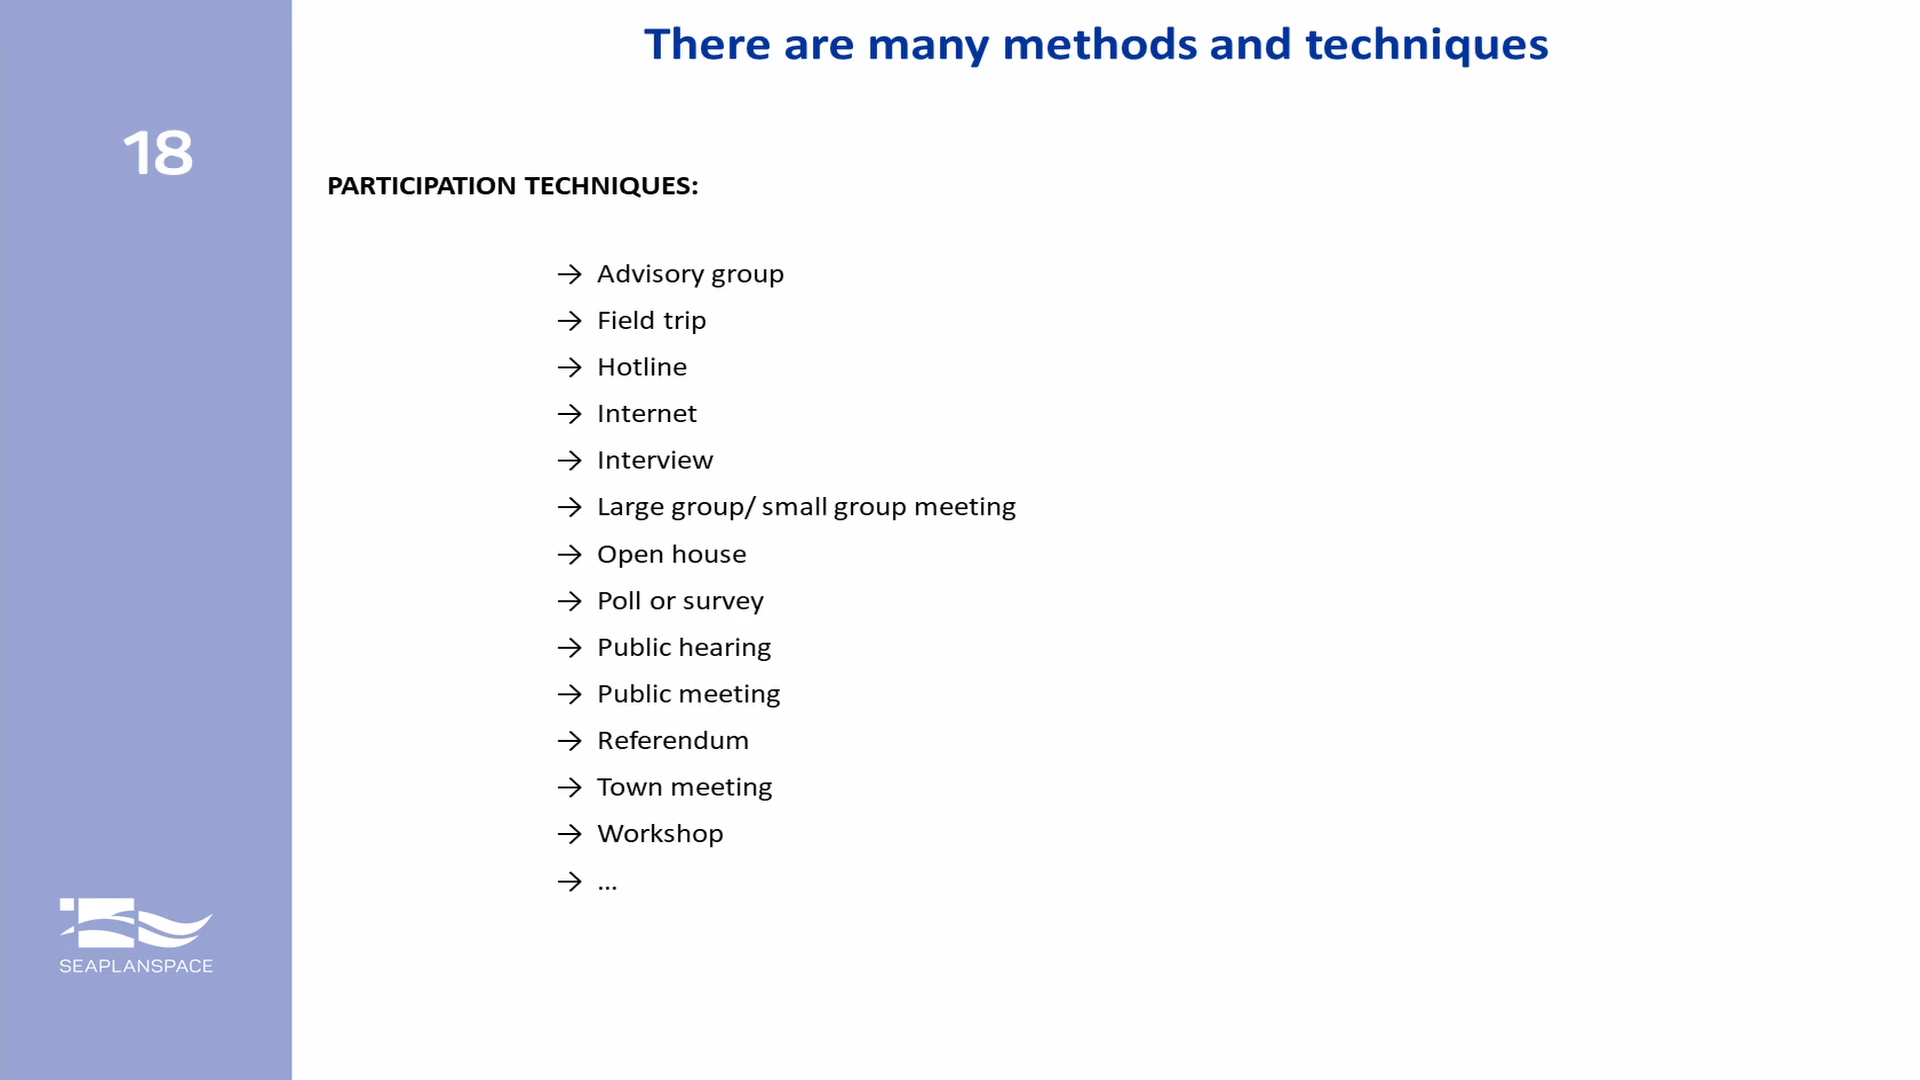 There are many methods and techniques
18
PARTICIPATION TECHNIQUES:
→ Advisory group
→ Field trip
→ Hotline
→ Internet
→ Interview
→ Large group/ small group meeting
→ Open house
→ Poll or survey
→ Public hearing
→ Public meeting
→ Referendum
→ Town meeting
→ Workshop
→ ...
SEAPLANSPACE